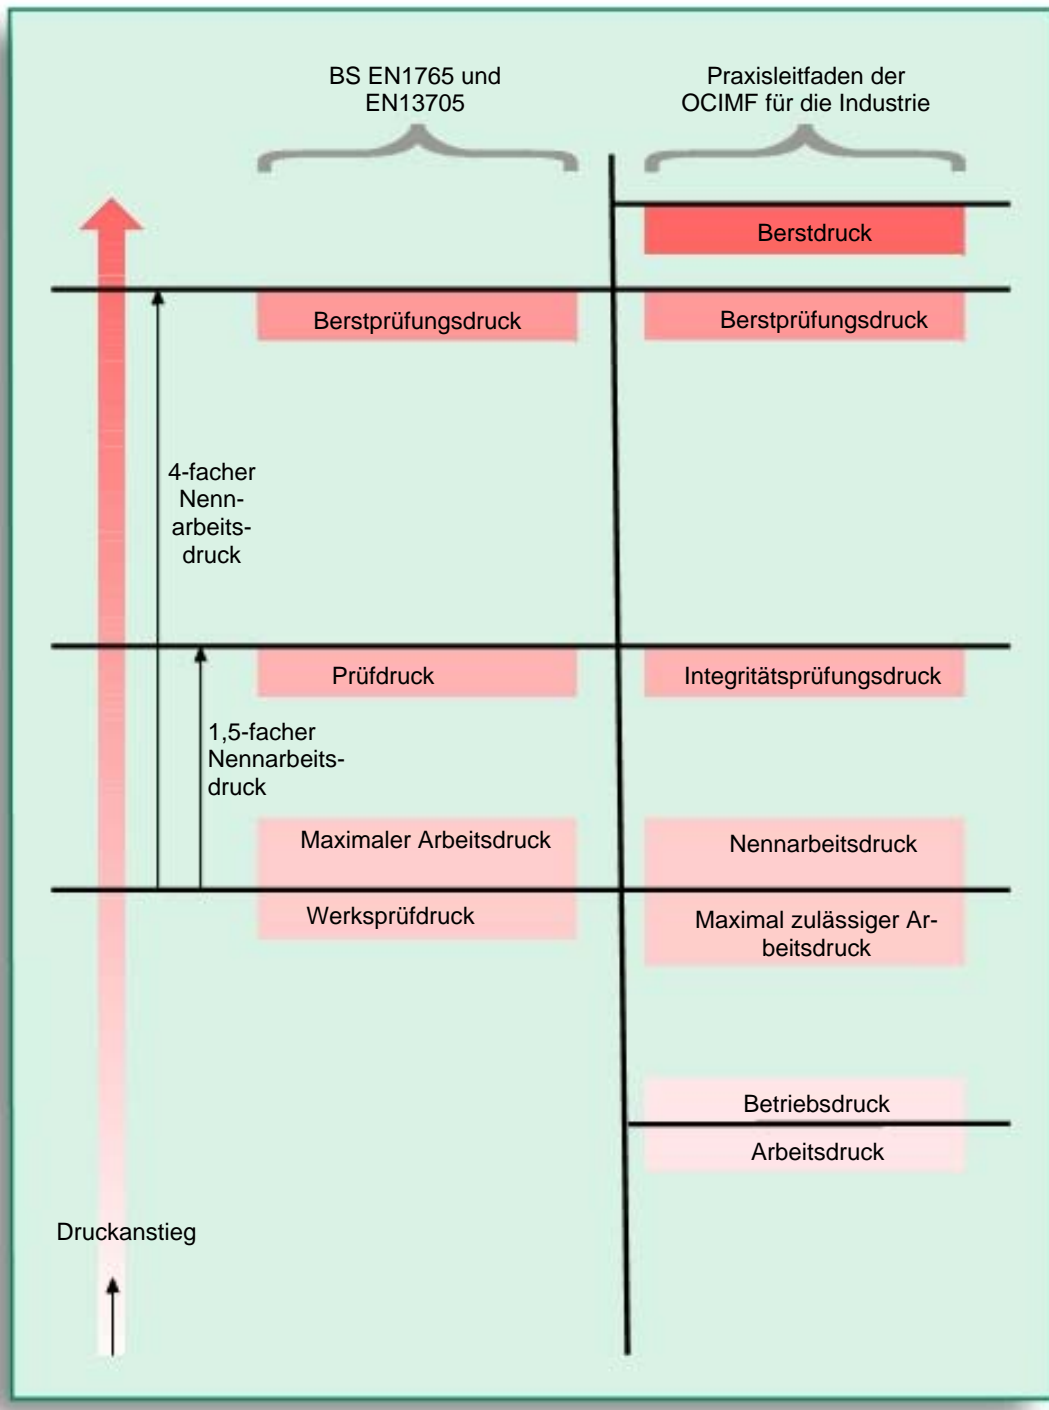 BS EN1765 und
EN13705
Praxisleitfaden der
OCIMF für die Industrie
Berstdruck
Berstprüfungsdruck
Berstprüfungsdruck
4-facher
Nenn-
arbeits-
druck
Prüfdruck
Integritätsprüfungsdruck
1,5-facher
Nennarbeits-
druck
Maximaler Arbeitsdruck
Nennarbeitsdruck
Werksprüfdruck
Maximal zulässiger Ar-
beitsdruck
Betriebsdruck
Arbeitsdruck
Druckanstieg